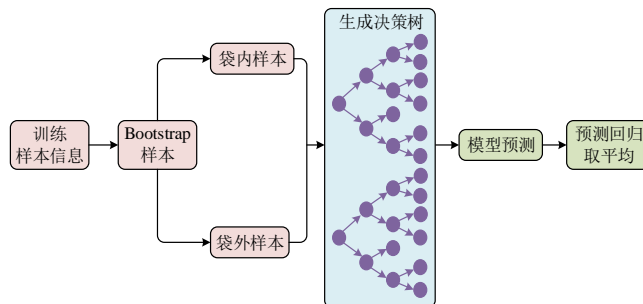 训练
样本信息
Bootstrap
样本
袋内样本
袋外样本
生成决策树
模型预测
预测回归
取平均